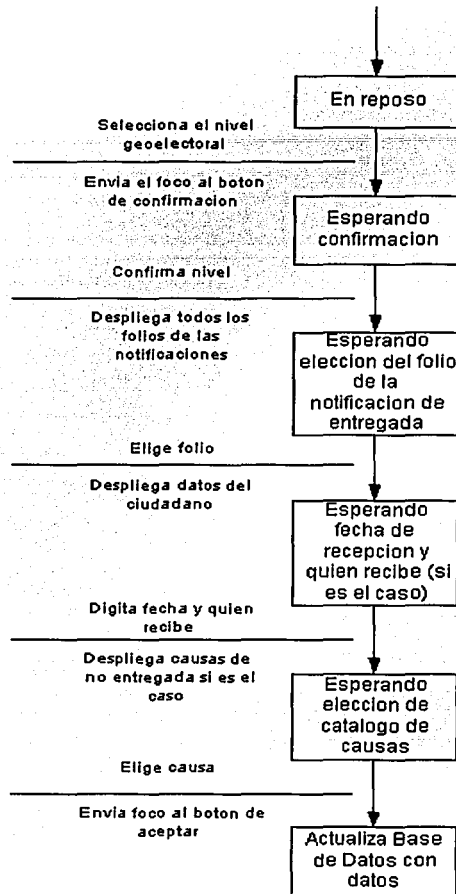 En reposo
Selecciona el nivel
geoelectoral
Envia el foco al boton
de confirmacion
Esperando
confirmacion
Confirma nivel
Despliega todos los
folios de las
notificaciones
Esperando
eleccion del folio
de la
notificacion de
entregada
Elige folio
Despliega datos del
ciudadano
Esperando
fecha de
recepcion y
quien recibe (si
es el caso)
Digita fecha y quien
recibe
Despliega causas de
no entregada si es el
caso
Esperando
eleccion de
catalogo de
causas
Elige causa
Envia foco al boton de
aceptar
Actualiza Base
de Datos con
datos